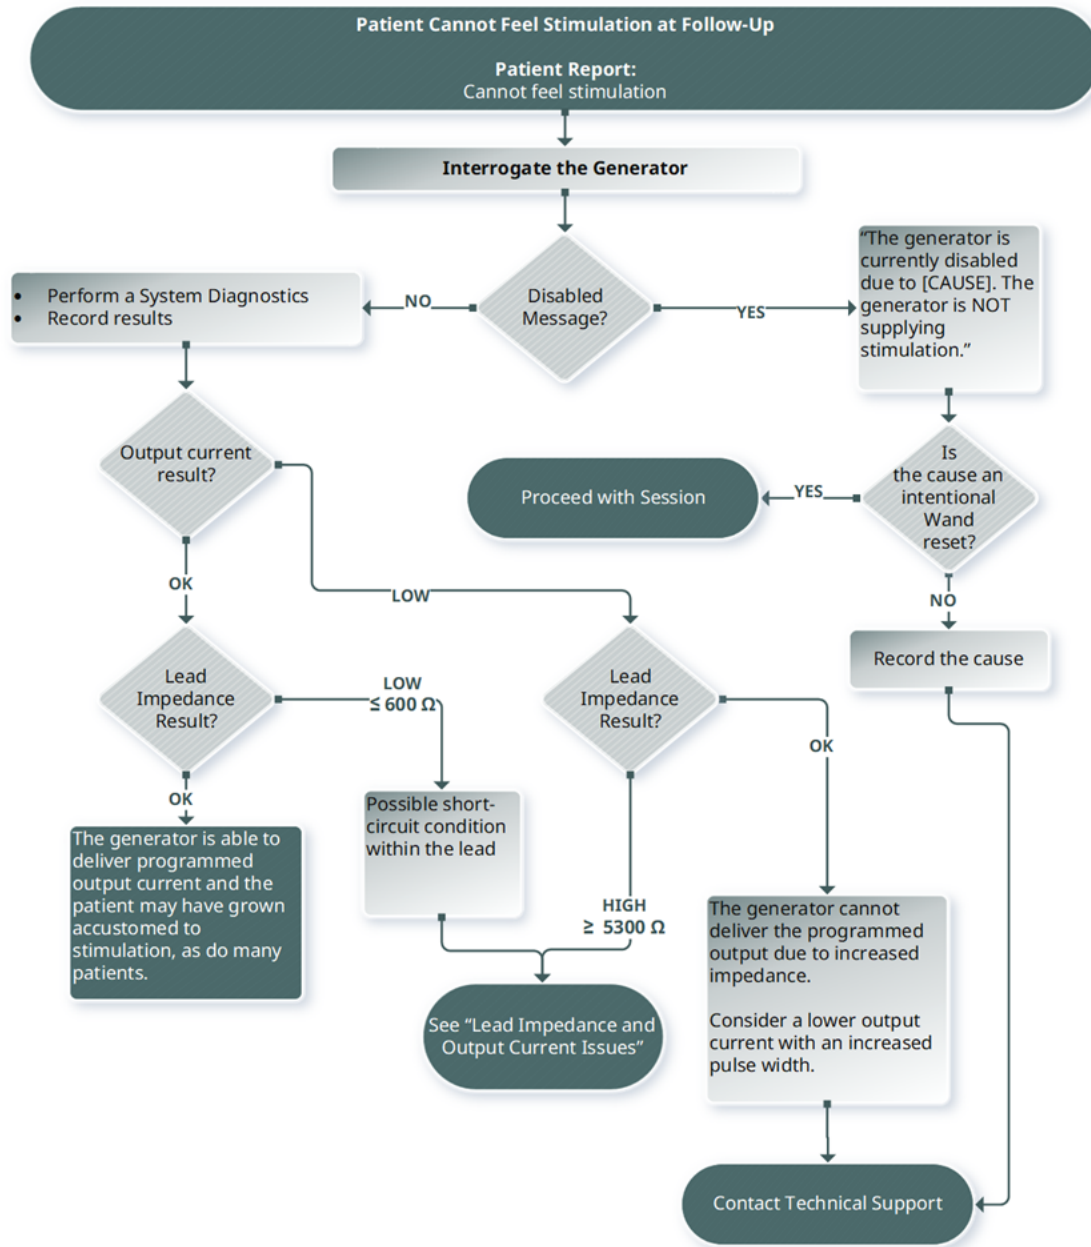 Patient Cannot Feel Stimulation at Follow-Up
Patient Report:
Cannot feel stimulation
Interrogate the Generator
Disabled
Message?
NO
YES
• Perform a System Diagnostics
• Record results
“The generator is
currently disabled
due to [CAUSE]. The
generator is NOT
supplying
stimulation.”
Output current
result?
Is
the cause an
intentional
Wand
reset?
YES
Proceed with Session
NO
Record the cause
OK
LOW
Lead
Impedance
Result?
LOW
≤ 600 Ω
Lead
Impedance
Result?
OK
OK
The generator is able to
deliver programmed
output current and the
patient may have grown
accustomed to
stimulation, as do many
patients.
Possible short-
circuit condition
within the lead
HIGH
≥ 5300 Ω
The generator cannot
deliver the programmed
output due to increased
impedance.
Consider a lower output
current with an increased
pulse width.
See “Lead Impedance and
Output Current Issues”
Contact Technical Support